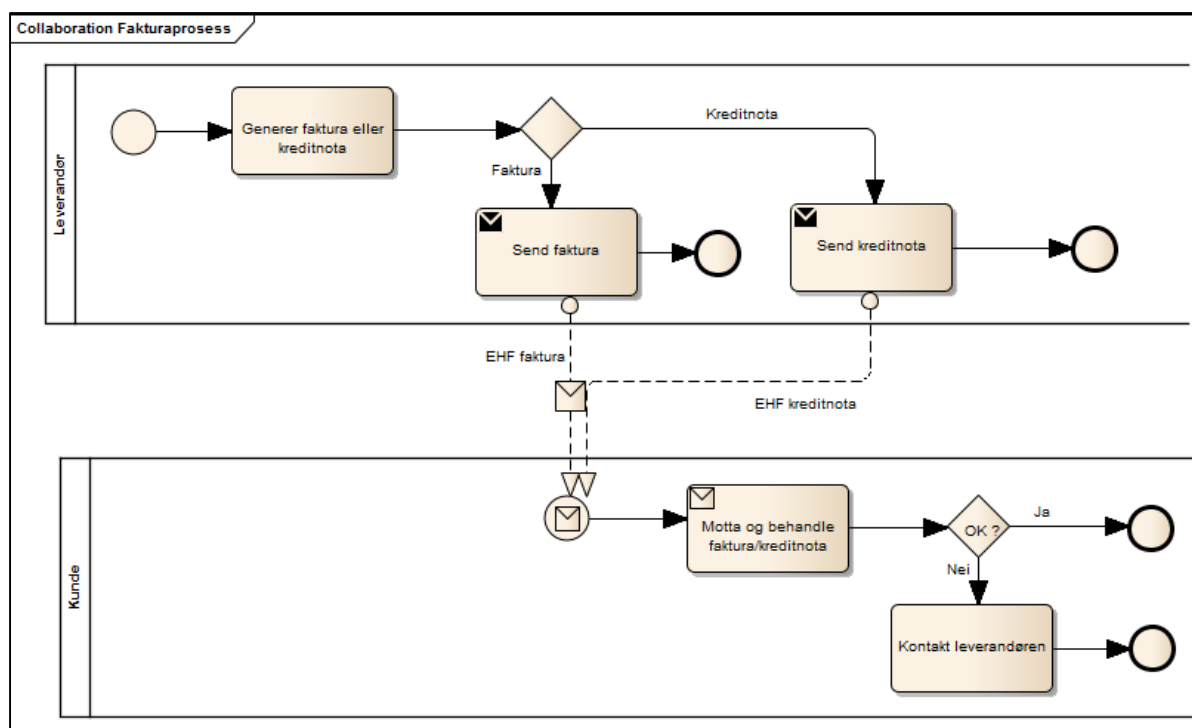 Collaboration Fakturaprosess
Leverandør
Generer faktura eller
kreditnota
Kreditnota
Faktura
Send faktura
Send kreditnota
EHF faktura
EHF kreditnota
Kunde
Motta og behandle
faktura/kreditnota
OK ?
Ja
Nei
Kontakt leverandøren